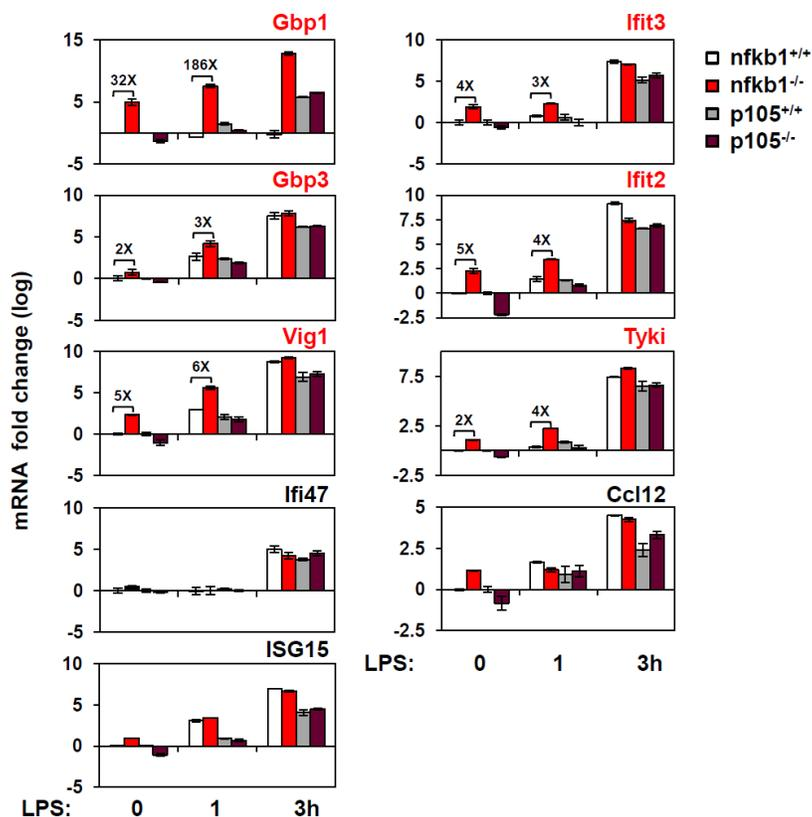 mRNA fold change (log)
Gbp1
15
5
-5
32X
186X
Ifit3
10
5
0
-5
4X
3X
nfkb1+/+
nfkb1-/-
p105+/+
p105-/-
Gbp3
10
5
0
-5
2X
3X
Ifit2
10
7.5
5
2.5
0
-2.5
5X
4X
Vig1
10
5
0
-5
5X
6X
Tyki
7.5
2.5
-2.5
2X
4X
Ifi47
10
5
0
-5
Ccl12
5
2.5
0
-2.5
LPS: 0 1 3h
ISG15
10
5
0
-5
LPS: 0 1 3h